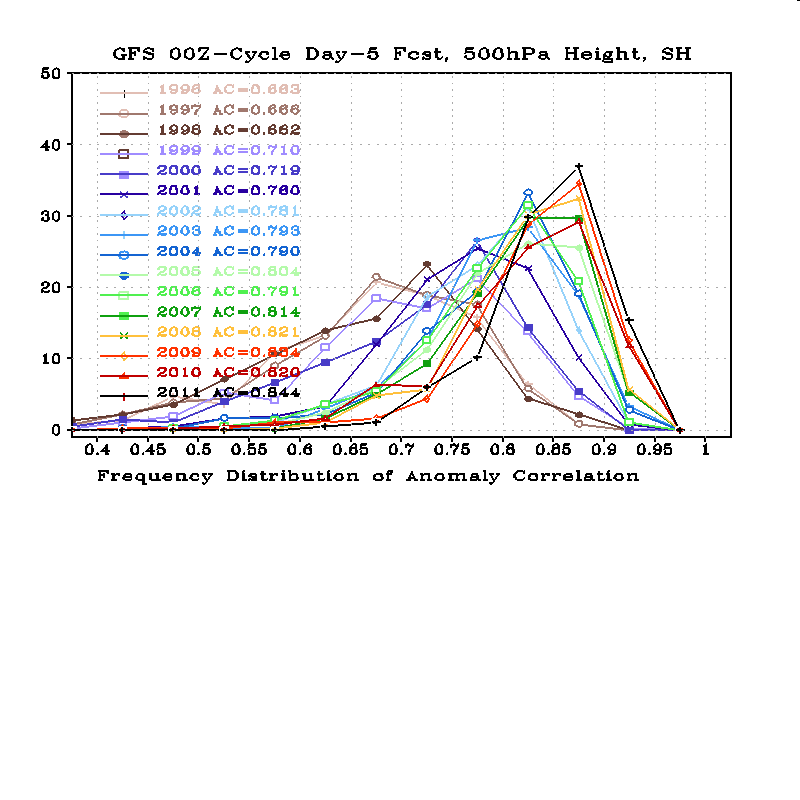 GFS 00Z-Cycle Day-5 Fcst, 500hPa Height, SH
50
40
30
20
10
0
1996 AC=0.663
1997 AC=0.666
1998 AC=0.662
1999 AC=0.710
2000 AC=0.719
2001 AC=0.760
2002 AC=0.781
2003 AC=0.793
2004 AC=0.790
2005 AC=0.804
2006 AC=0.791
2007 AC=0.814
2008 AC=0.821
2009
2010 AC=0.820
2011 AC=0.844
0.4 0.45 0.5 0.55 0.6 0.65 0.7 0.75 0.8 0.85 0.9 0.95 1
Frequency Distribution of Anomaly Correlation